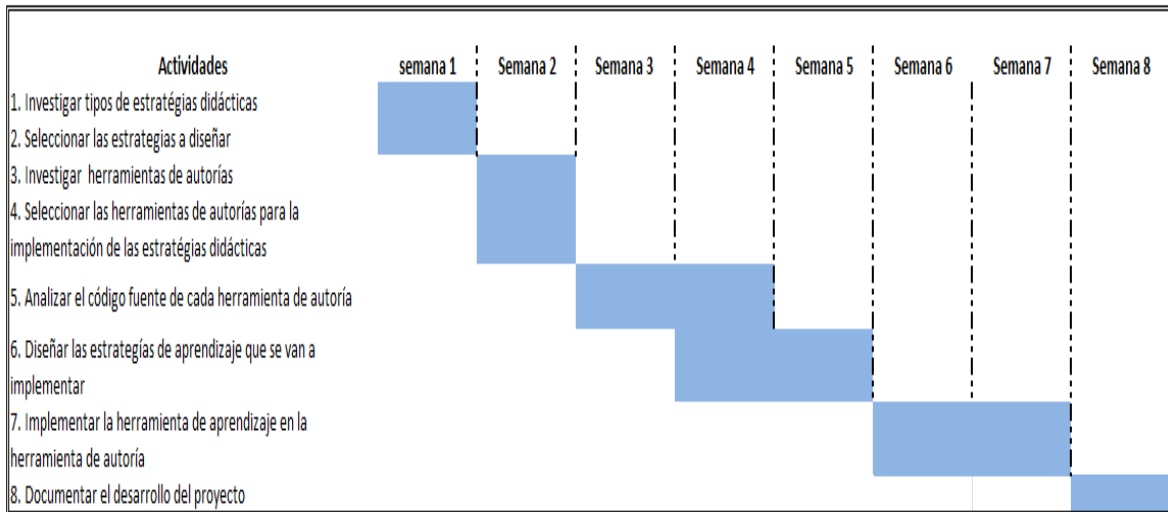 Actividades semana 1 Semana 2 Semana 3 Semana 4 Semana 5 Semana 6 Semana 7 Semana 8
1. Investigar tipos de estratégias didácticas
2. Seleccionar las estrategias a diseñar
3. Investigar herramientas de autorías
4. Seleccionar las herramientas de autorías para la
implementación de las estratégias didácticas
5. Analizar el código fuente de cada herramienta de autoría
6. Diseñar las estrategías de aprendizaje que se van a
implementar
7. Implementar la herramienta de aprendizaje en la
herramienta de autoría
8. Documentar el desarrollo del proyecto